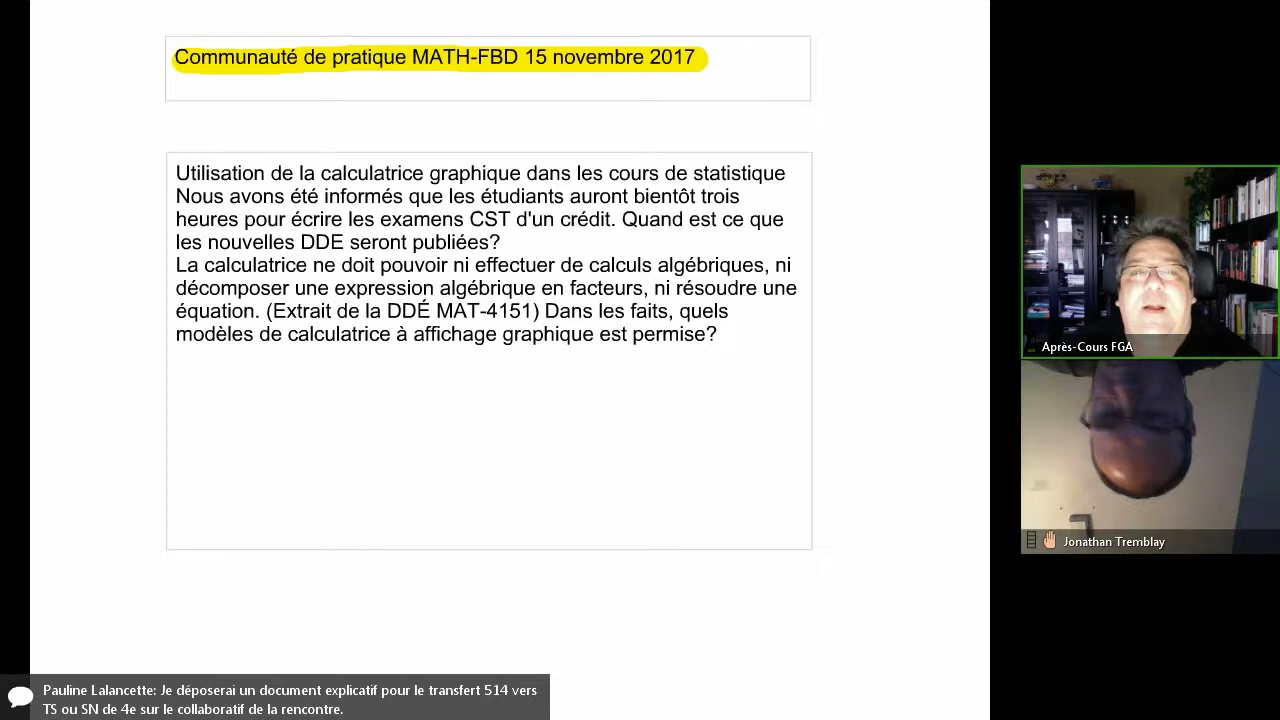 Communauté de pratique MATH-FBD 15 novembre 2017
Utilisation de la calculatrice graphique dans les cours de statistique
Nous avons été informés que les étudiants auront bientôt trois
heures pour écrire les examens CST d'un crédit. Quand est ce que
les nouvelles DDE seront publiées?
La calculatrice ne doit pouvoir ni effectuer de calculs algébriques, ni
décomposer une expression algébrique en facteurs, ni résoudre une
équation. (Extrait de la DDÉ MAT-4151) Dans les faits, quels
modèles de calculatrice à affichage graphique est permise?
Après-Cours FGA
Jonathan Tremblay
Pauline Lalancette: Je déposerai un document explicatif pour le transfert 514 vers
TS ou SN de 4e sur le collaboratif de la rencontre.